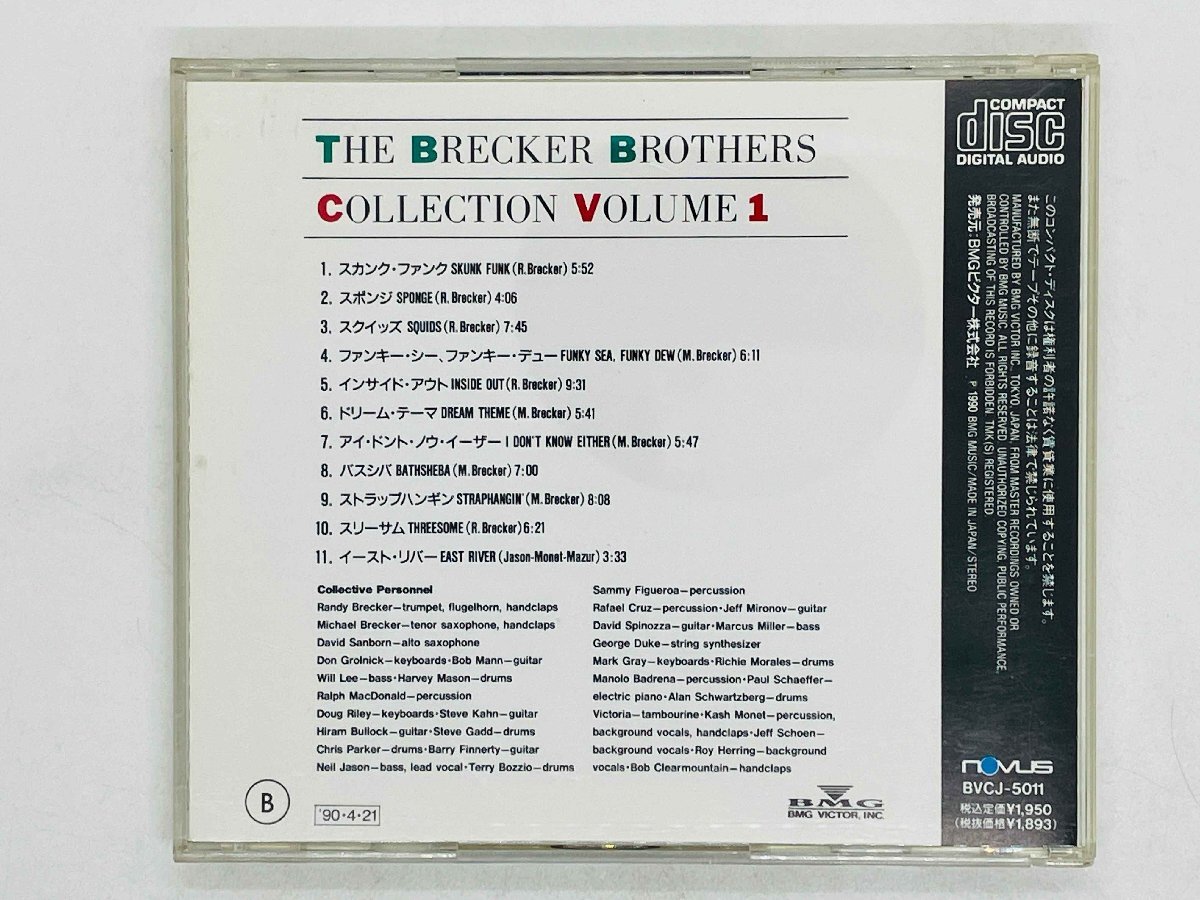 THE BRECKER BROTHERS
COLLECTION VOLUME 1
1. スカンク・ファンク SKUNK FUNK (R. Brecker) 5:52
2. スポンジ SPONGE (R. Brecker) 4:06
3. スクイッズ SQUIDS (R. Brecker) 7:45
4. ファンキー・シー、ファンキー・デュー FUNKY SEA, FUNKY DEW (M. Brecker) 6:11
5. インサイド・アウト INSIDE OUT (R. Brecker) 9:31
6. ドリーム・テーマ DREAM THEME (M. Brecker) 5:41
7. アイ・ドント・ノウ・イーザー I DON'T KNOW EITHER (M. Brecker) 5:47
8. バスシバ BATHSHEBA (M. Brecker) 7:00
9. ストラップハンギン STRAPHANGIN' (M. Brecker) 8:08
10. スリーサム THREESOME (R. Brecker) 6:21
11. イースト・リバー EAST RIVER (Jason-Monet-Mazur) 3:33
Collective Personnel
Randy Brecker—trumpet, flugelhorn, handclaps
Michael Brecker—tenor saxophone, handclaps
David Sanborn—alto saxophone
Don Grolnick—keyboards・Bob Mann—guitar
Will Lee—bass・Harvey Mason—drums
Ralph MacDonald—percussion
Doug Riley—keyboards・Steve Kahn—guitar
Hiram Bullock—guitar・Steve Gadd—drums
Chris Parker—drums・Barry Finnerty—guitar
Neil Jason—bass, lead vocal・Terry Bozzio—drums
Sammy Figueroa—percussion
Rafael Cruz—percussion・Jeff Mironov—guitar
David Spinozza—guitar・Marcus Miller—bass
George Duke—string synthesizer
Mark Gray—keyboards・Richie Morales—drums
Manolo Badrena—percussion・Paul Schaeffer—
electric piano・Alan Schwartzberg—drums
Victoria—tambourine・Kash Monet—percussion,
background vocals, handclaps・Jeff Schoen—
background vocals・Roy Herring—background
vocals・Bob Clearmountain—handclaps
B
'90・4・21
BMG
BMG VICTOR, INC.
COMPACT
disc
DIGITAL AUDIO
このコンパクト・ディスクは権利者の許諾なく賃貸業に使用することを禁じます。
また無断でテープその他に録音することは法律で禁じられています。
MANUFACTURED BY BMG VICTOR INC., TOKYO, JAPAN. FROM MASTER RECORDINGS OWNED OR
CONTROLLED BY BMG MUSIC. ALL RIGHTS RESERVED. UNAUTHORIZED COPYING, PUBLIC PERFORMANCE,
BROADCASTING OF THIS RECORD IS FORBIDDEN. TMK(S) REGISTERED.
発売元:BMGビクター株式会社 P 1990 BMG MUSIC/MADE IN JAPAN/STEREO
NOVUS
BVCJ-5011
税込定価¥1,950
(税抜価格¥1,893)